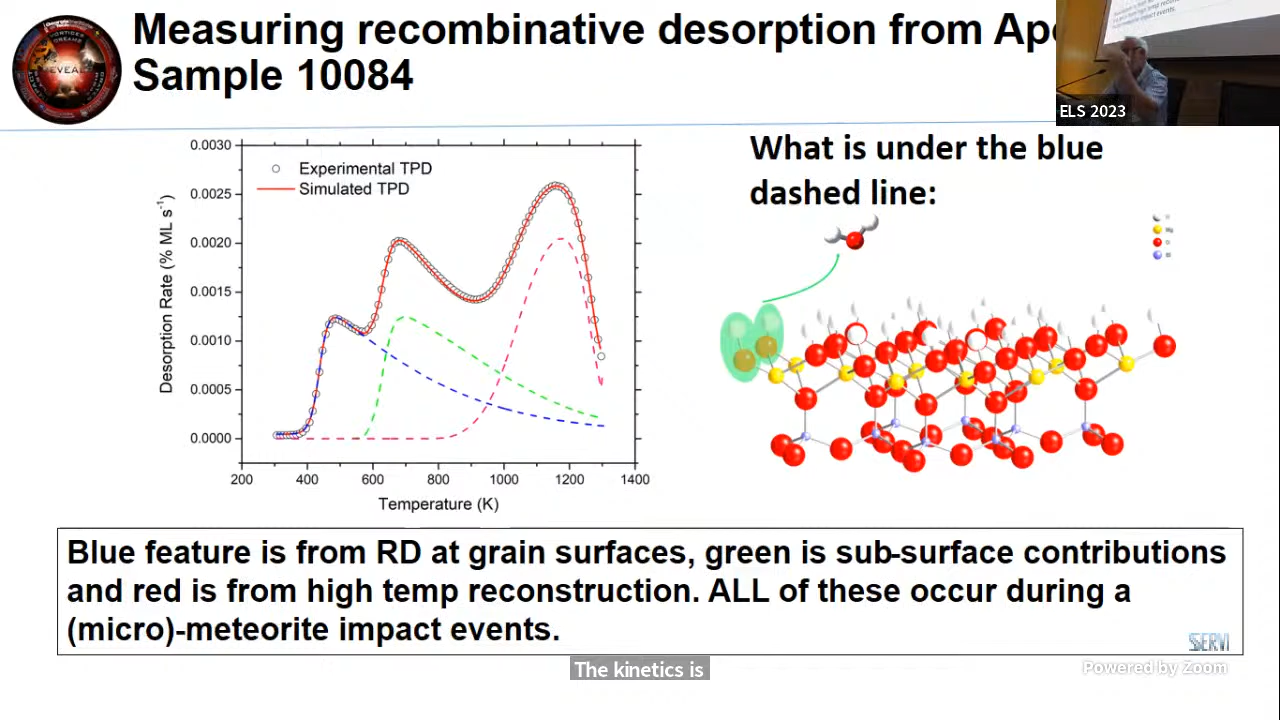 Measuring recombinative desorption from
Sample 10084
ELS 2023
What is under the blue
dashed line:
Experimental TPD
Simulated TPD
Desorption Rate (% ML s⁻¹)
0.0030
0.0025
0.0020
0.0015
0.0010
0.0005
0.0000
200 400 600 800 1000 1200 1400
Temperature (K)
Blue feature is from RD at grain surfaces, green is sub-surface contributions
and red is from high temp reconstruction. ALL of these occur during a
(micro)-meteorite impact events.
The kinetics is
Powered by Zoom